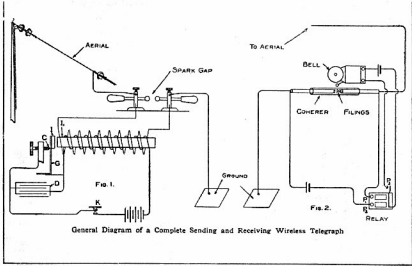 TO AERIAL
AERIAL
SPARK GAP
BELL
COHERER
FILINGS
I
C
G
D
FIG. 1.
K
GROUND
FIG. 2.
P
P
P
RELAY
General Diagram of a Complete Sending and Receiving Wireless Telegraph